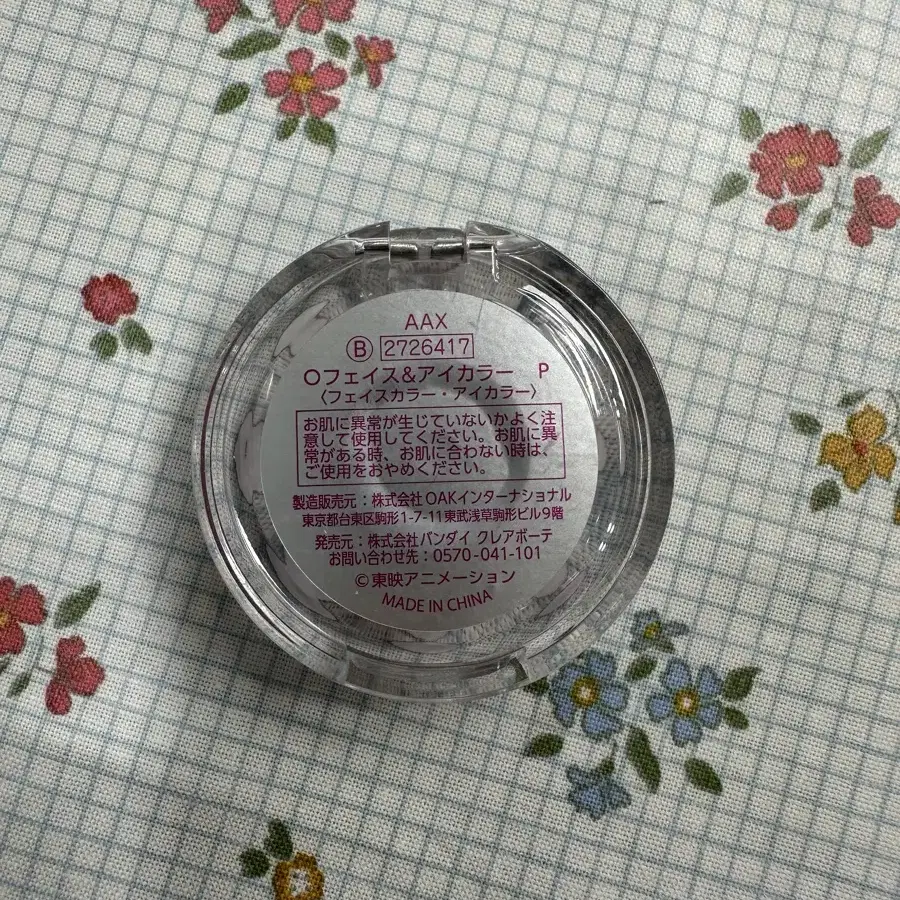 AAX
Ⓑ 2726417
Oフェイス&アイカラー P
〈フェイスカラー・アイカラー〉
お肌に異常が生じていないかよく注
意して使用してください。お肌に異
常がある時、お肌に合わない時は、
ご使用をおやめください。
製造販売元：株式会社OAKインターナショナル
東京都台東区駒形1-7-11東武浅草駒形ビル9階
発売元：株式会社バンダイ クレアボーテ
お問い合わせ先：0570-041-101
©東映アニメーション
MADE IN CHINA